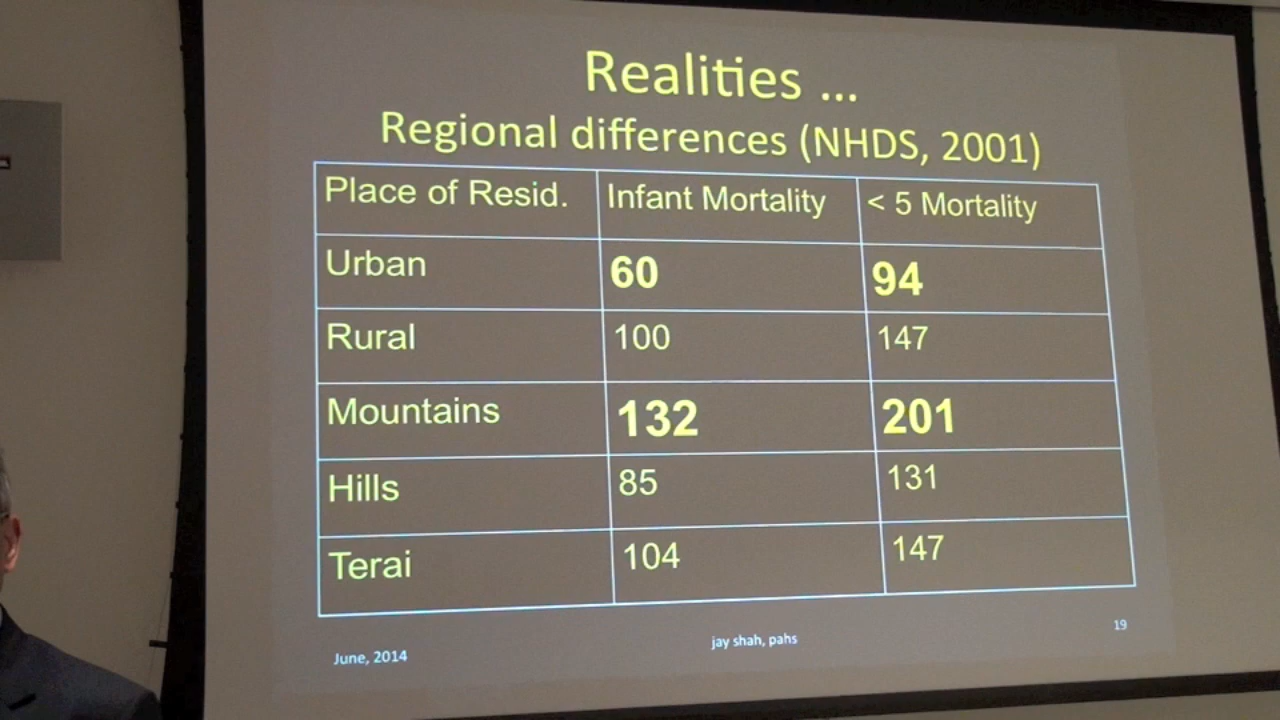 Realities ...
Regional differences (NHDS, 2001)
Place of Resid. Infant Mortality < 5 Mortality
Urban 60 94
Rural 100 147
Mountains 132 201
Hills 85 131
Terai 104 147
June, 2014 jay shah, pahs 19